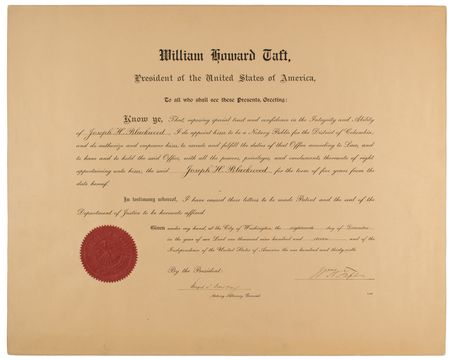 William Howard Taft,
President of the United States of America,
To all who shall see these Presents, Greeting:
Know ye, That, reposing special trust and confidence in the Integrity and Ability
of Joseph H. Blackwood, I do appoint him to be a Notary Public for the District of Columbia,
and do authorize and empower him to execute and fulfill the duties of that Office according to Law, and
to have and to hold the said Office, with all the powers, privileges, and emoluments thereunto of right
appertaining unto him, the said Joseph H. Blackwood for the term of five years from the
date hereof.
In testimony whereof, I have caused these letters to be made Patent and the seal of the
Department of Justice to be hereunto affixed.
Given under my hand, at the City of Washington, the day of December
in the year of our Lord one thousand nine hundred and and of the
Independence of the United States of America the one hundred and thirty-sixth.
By the President:
Wm H Taft
Acting Attorney General